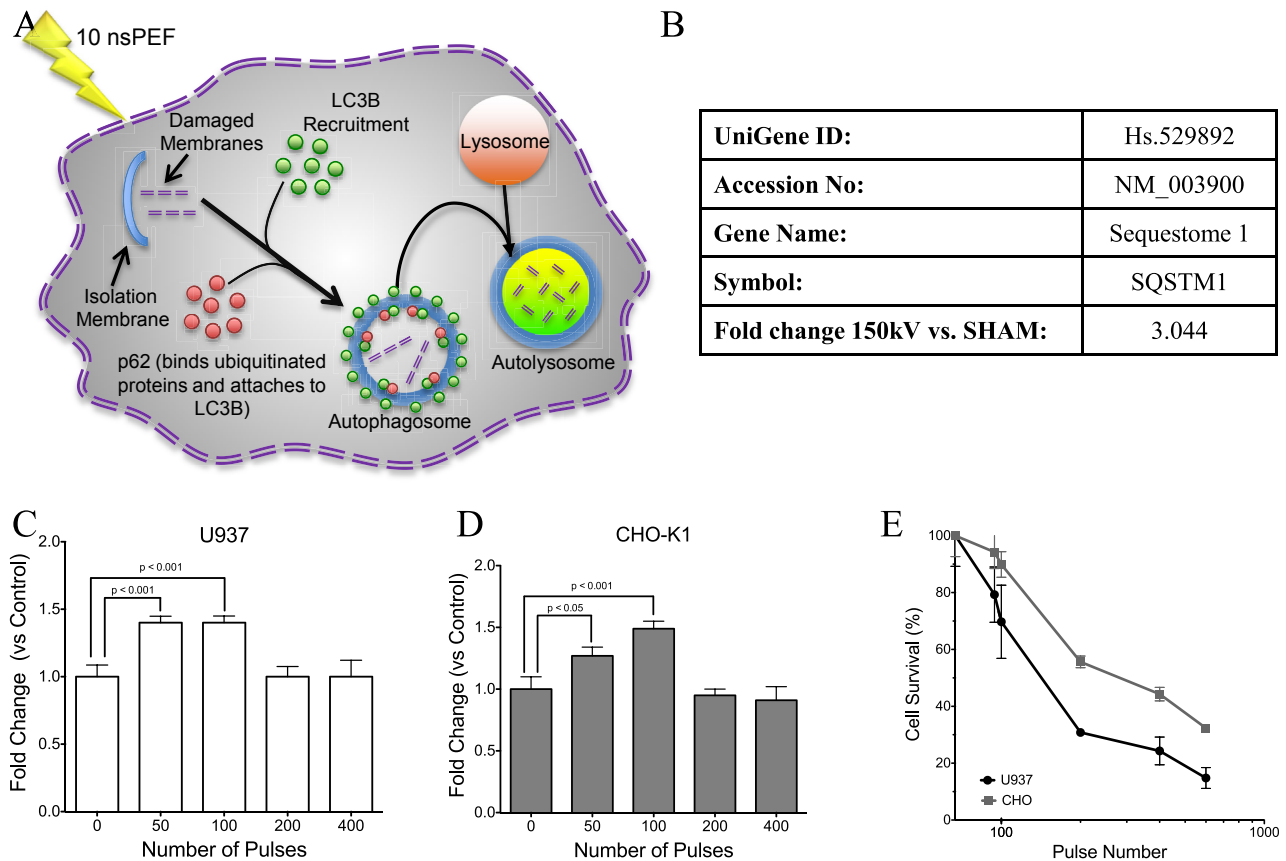 A
10 nsPEF
Damaged
Membranes
LC3B
Recruitment
Lysosome
Isolation
Membrane
p62 (binds ubiquitinated
proteins and attaches to
LC3B)
Autophagosome
Autolysosome
B
UniGene ID: Hs.529892
Accession No: NM_003900
Gene Name: Sequestome 1
Symbol: SQSTM1
Fold change 150kV vs. SHAM: 3.044
C
U937
Fold Change (vs Control)
2.0
1.5
1.0
0.5
0.0
p < 0.001
p < 0.001
0 50 100 200 400
Number of Pulses
D
CHO-K1
Fold Change (vs Control)
2.0
1.5
1.0
0.5
0.0
p < 0.001
p < 0.05
0 50 100 200 400
Number of Pulses
E
Cell Survival (%)
100
80
60
40
20
0
U937
CHO
100 1000
Pulse Number